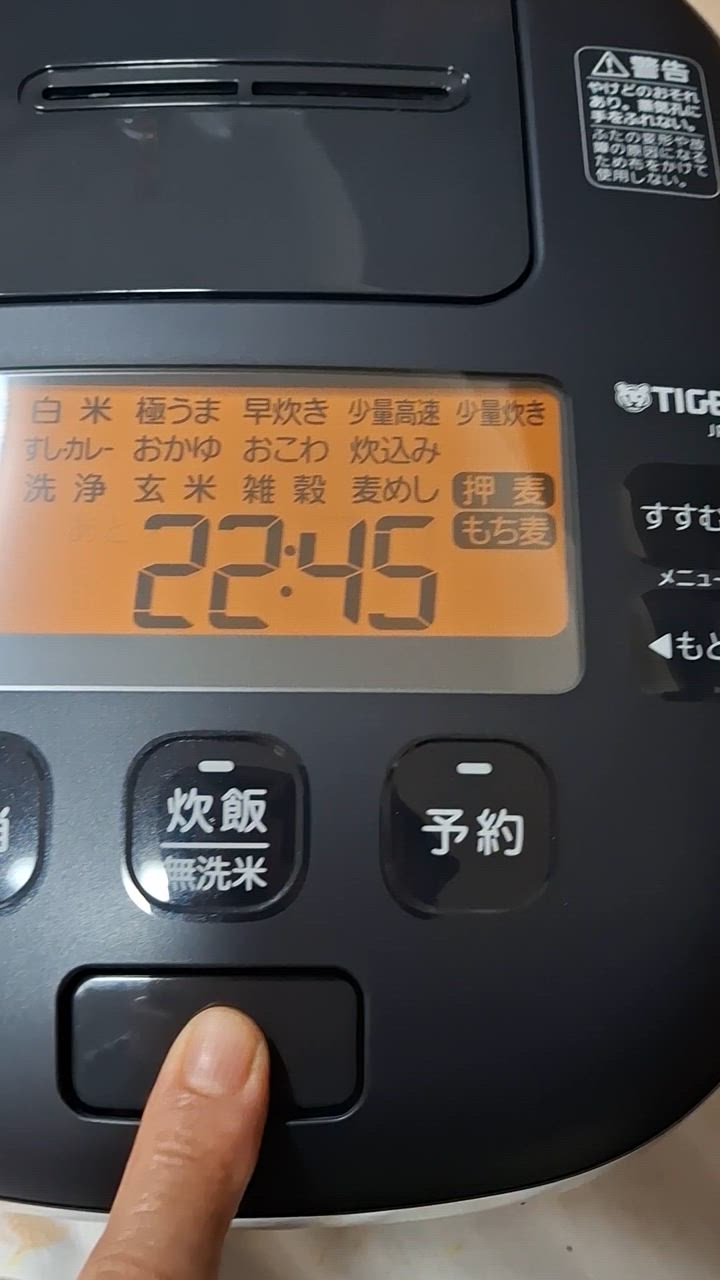 警告
やけどのおそれ
あり。蒸気孔に
手をふれない。
ふたの変形や故
障の原因になる
ため布をかけて
使用しない。
白米 極うま 早炊き 少量高速 少量炊き
すし・カレー おかゆ おこわ 炊込み
洗浄 玄米 雑穀 麦めし 押麦
もち麦
22:45
TIGE
すすむ
メニュー
◀もど
炊飯
無洗米
予約